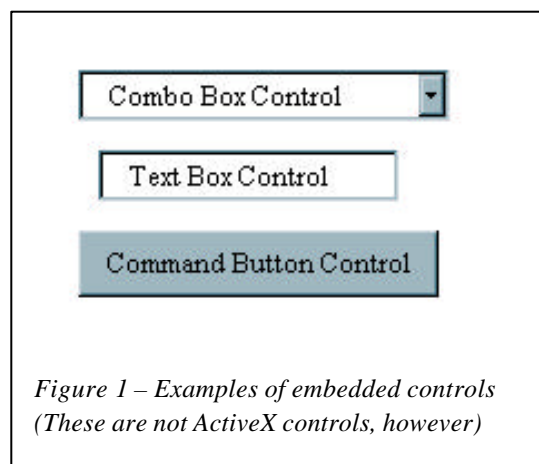 Combo Box Control
Text Box Control
Command Button Control
Figure 1 – Examples of embedded controls
(These are not ActiveX controls, however)